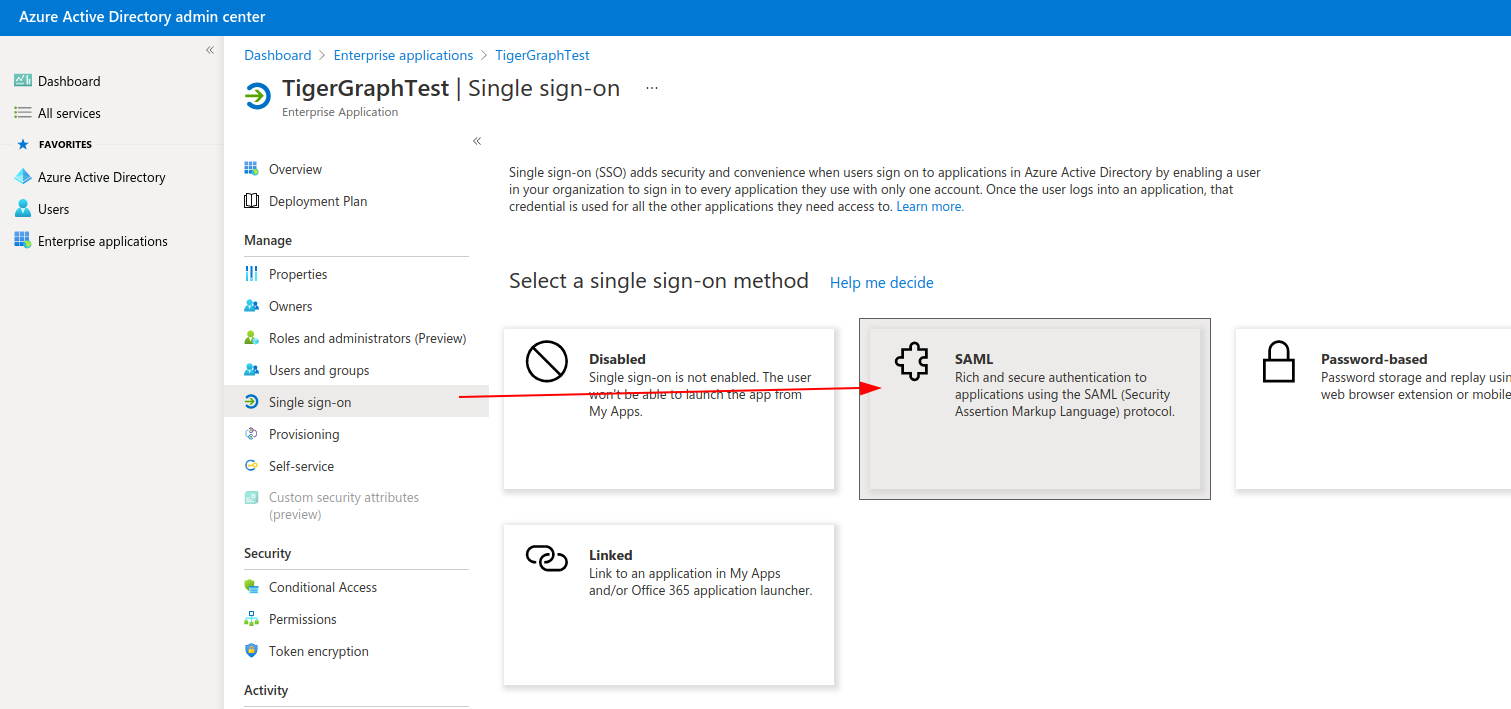 Azure Active Directory admin center
«
Dashboard
All services
FAVORITES
Azure Active Directory
Users
Enterprise applications
Dashboard > Enterprise applications > TigerGraphTest
TigerGraphTest | Single sign-on ...
Enterprise Application
«
Overview
Deployment Plan
Manage
Properties
Owners
Roles and administrators (Preview)
Users and groups
Single sign-on
Provisioning
Self-service
Custom security attributes
(preview)
Security
Conditional Access
Permissions
Token encryption
Activity
Single sign-on (SSO) adds security and convenience when users sign on to applications in Azure Active Directory by enabling a user
in your organization to sign in to every application they use with only one account. Once the user logs into an application, that
credential is used for all the other applications they need access to. Learn more.
Select a single sign-on method Help me decide
Disabled
Single sign-on is not enabled. The user
won't be able to launch the app from
My Apps.
SAML
Rich and secure authentication to
applications using the SAML (Security
Assertion Markup Language) protocol.
Password-based
Password storage and replay usin
web browser extension or mobile
Linked
Link to an application in My Apps
and/or Office 365 application launcher.